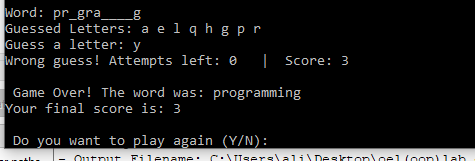 Word: pr_gra____g
Guessed Letters: a e l q h g p r
Guess a letter: y
Wrong guess! Attempts left: 0   |  Score: 3
Game Over! The word was: programming
Your final score is: 3
Do you want to play again (Y/N):
- Output Filename: C:\Users\ali\Desktop\oel(oop)lab